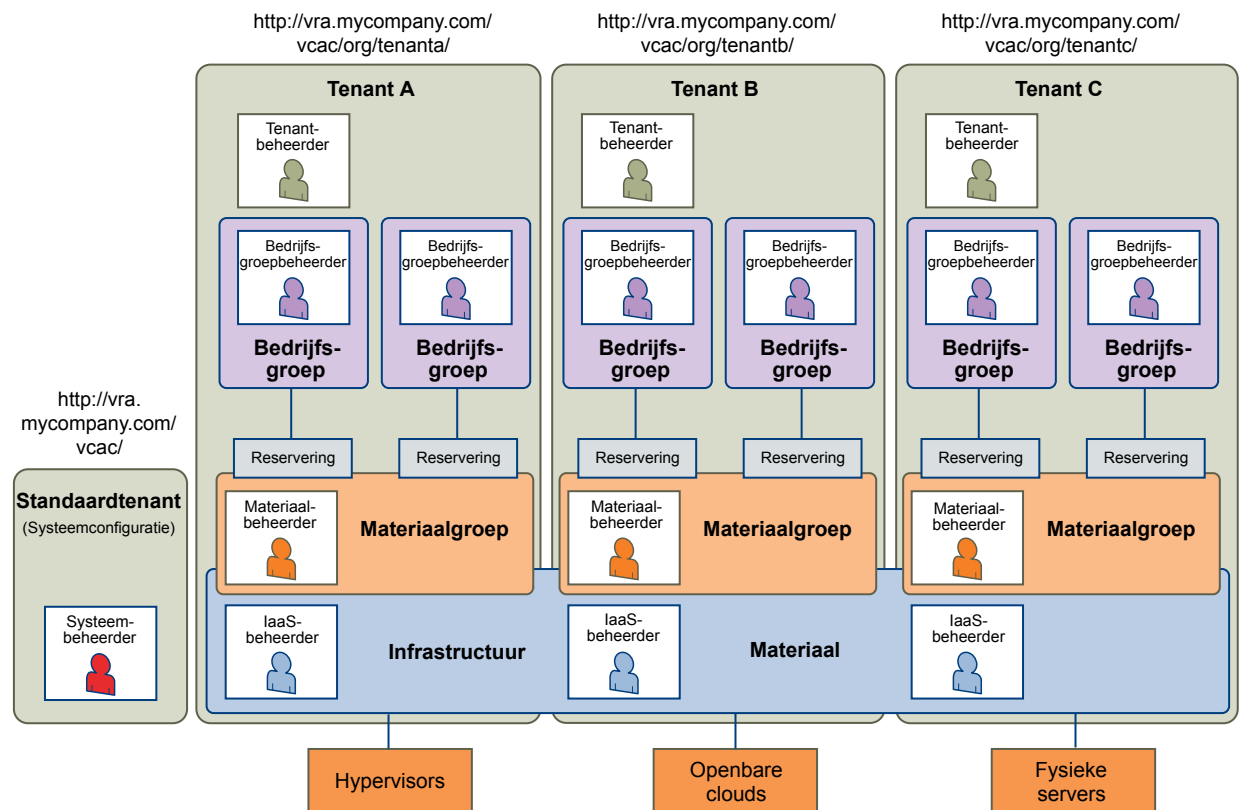 http://vra.mycompany.com/
vcac/org/tenanta/
http://vra.mycompany.com/
vcac/org/tenantb/
http://vra.mycompany.com/
vcac/org/tenantc/
Tenant A
Tenant B
Tenant C
Tenant-
beheerder
Tenant-
beheerder
Tenant-
beheerder
Bedrijfs-
groepbeheerder
Bedrijfs-
groepbeheerder
Bedrijfs-
groepbeheerder
Bedrijfs-
groepbeheerder
Bedrijfs-
groepbeheerder
Bedrijfs-
groepbeheerder
Bedrijfs-
groep
Bedrijfs-
groep
Bedrijfs-
groep
Bedrijfs-
groep
Bedrijfs-
groep
Bedrijfs-
groep
http://vra.
mycompany.com/
vcac/
Reservering
Reservering
Reservering
Reservering
Reservering
Reservering
Standaardtenant
(Systeemconfiguratie)
Materiaal-
beheerder
Materiaalgroep
Materiaal-
beheerder
Materiaalgroep
Materiaal-
beheerder
Materiaalgroep
Systeem-
beheerder
IaaS-
beheerder
Infrastructuur
IaaS-
beheerder
Materiaal
IaaS-
beheerder
Hypervisors
Openbare
clouds
Fysieke
servers